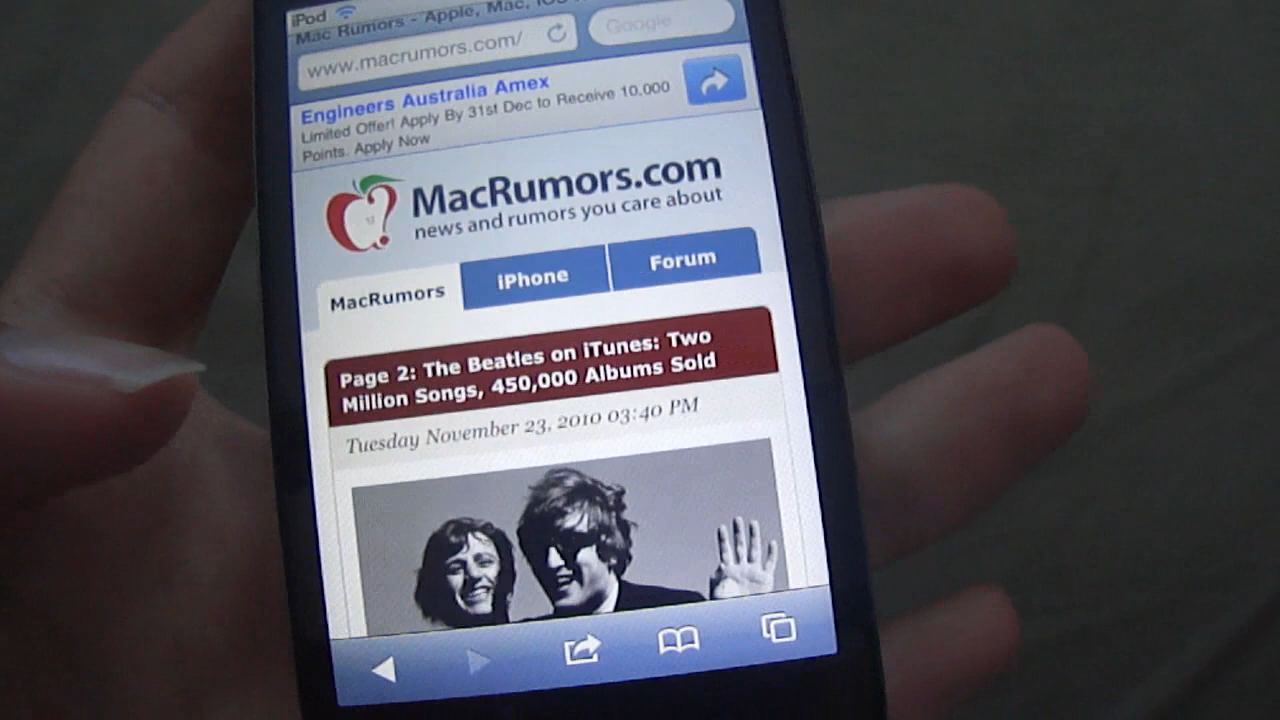 iPod
Mac Rumors - Apple, Mac,
www.macrumors.com/
Google
Engineers Australia Amex
Limited Offer! Apply By 31st Dec to Receive 10,000
Points. Apply Now
MacRumors.com
news and rumors you care about
MacRumors
iPhone
Forum
Page 2: The Beatles on iTunes: Two
Million Songs, 450,000 Albums Sold
Tuesday November 23, 2010 03:40 PM